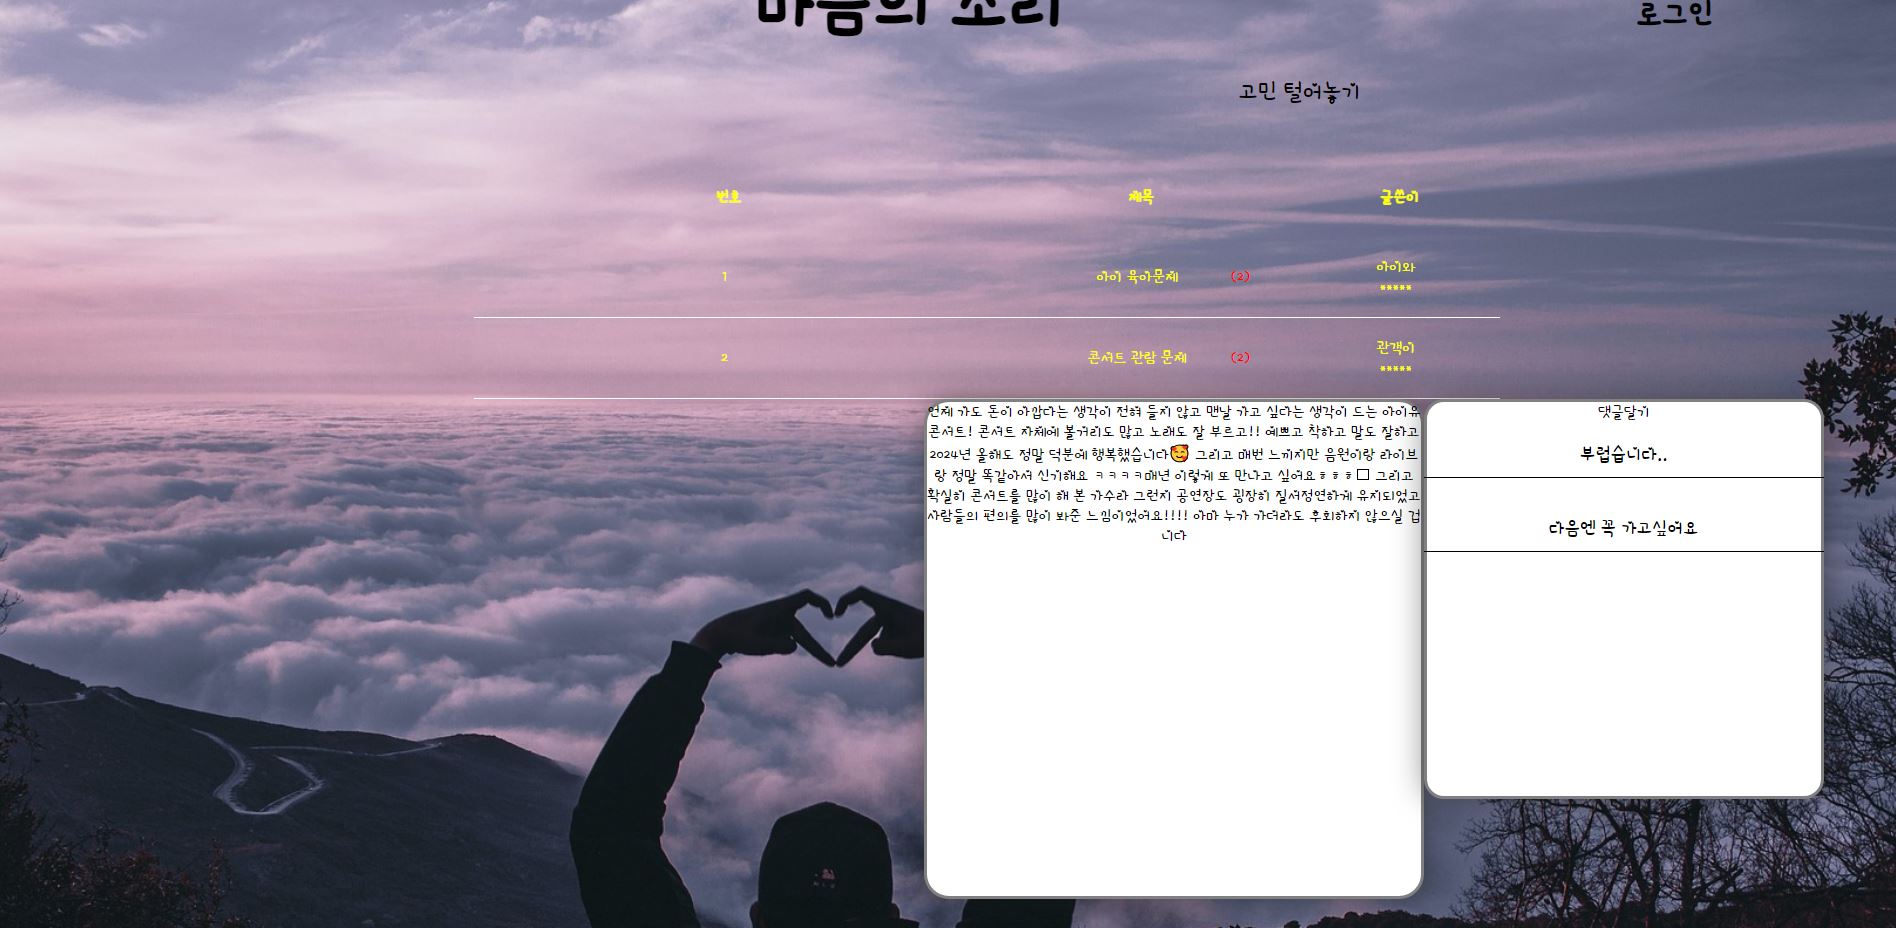 마음의 소리
로그인
고민 털어놓기
번호 제목 글쓴이
1 아이 육아문제 (2) 아이와
*****
2 콘서트 관람 문제 (2) 관객이
*****
언제 가도 돈이 아깝다는 생각이 전혀 들지 않고 맨날 가고 싶다는 생각이 드는 아이유
콘서트! 콘서트 자체에 볼거리도 많고 노래도 잘 부르고!! 예쁘고 착하고 말도 잘하고
2024년 올해도 정말 덕분에 행복했습니다🥰 그리고 매번 느끼지만 음원이랑 라이브
랑 정말 똑같아서 신기해요 ㅋㅋㅋㅋ매년 이렇게 또 만나고 싶어요ㅎㅎㅎ□ 그리고
확실히 콘서트를 많이 해 본 가수라 그런지 공연장도 굉장히 질서정연하게 유지되었고
사람들의 편의를 많이 봐준 느낌이었어요!!!! 아마 누가 가더라도 후회하지 않으실 겁
니다
댓글달기
부럽습니다..
다음엔 꼭 가고싶어요